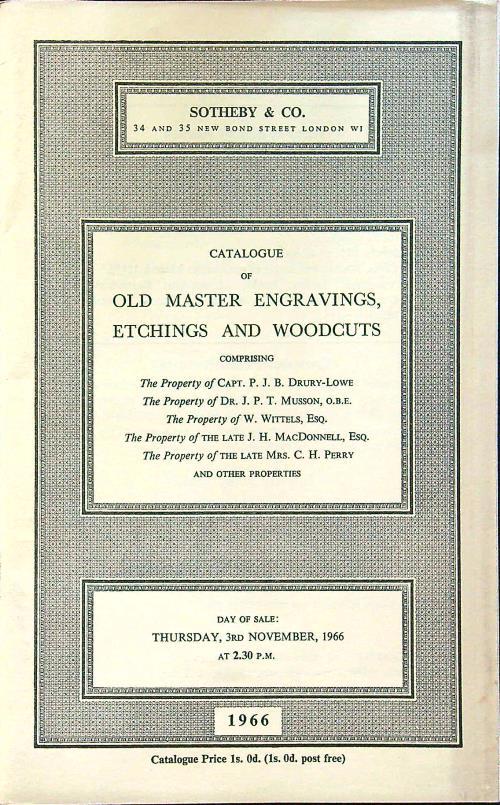 SOTHEBY & CO.
34 AND 35 NEW BOND STREET LONDON W1
CATALOGUE
OF
OLD MASTER ENGRAVINGS,
ETCHINGS AND WOODCUTS
COMPRISING
The Property of CAPT. P. J. B. DRURY-LOWE
The Property of DR. J. P. T. MUSSON, O.B.E.
The Property of W. WITTELS, ESQ.
The Property of THE LATE J. H. MACDONNELL, ESQ.
The Property of THE LATE MRS. C. H. PERRY
AND OTHER PROPERTIES
DAY OF SALE:
THURSDAY, 3RD NOVEMBER, 1966
AT 2.30 P.M.
1966
Catalogue Price 1s. 0d. (1s. 0d. post free)